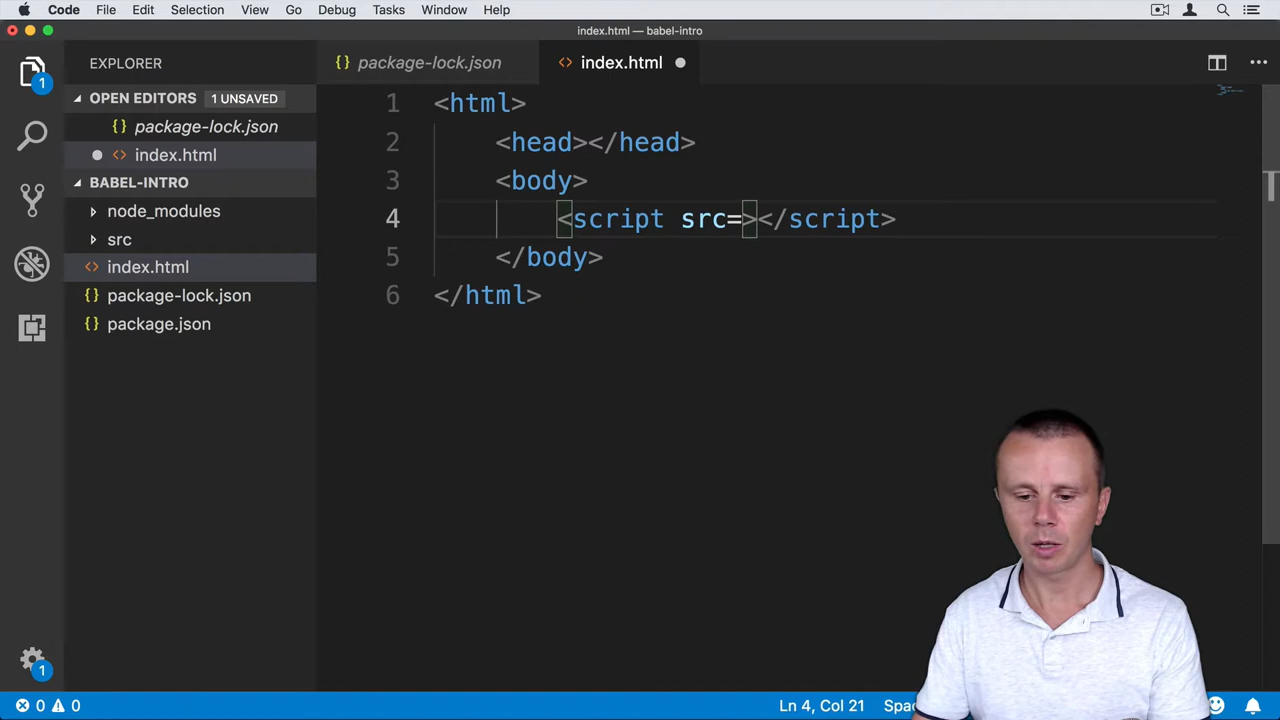 Code File Edit Selection View Go Debug Tasks Window Help
index.html — babel-intro
EXPLORER
OPEN EDITORS 1 UNSAVED
{} package-lock.json
<> index.html
BABEL-INTRO
node_modules
src
<> index.html
{} package-lock.json
{} package.json
1
1
{} package-lock.json
<> index.html
1 <html>
2 <head></head>
3 <body>
4 <script src=></script>
5 </body>
6 </html>
0 0
Ln 4, Col 21